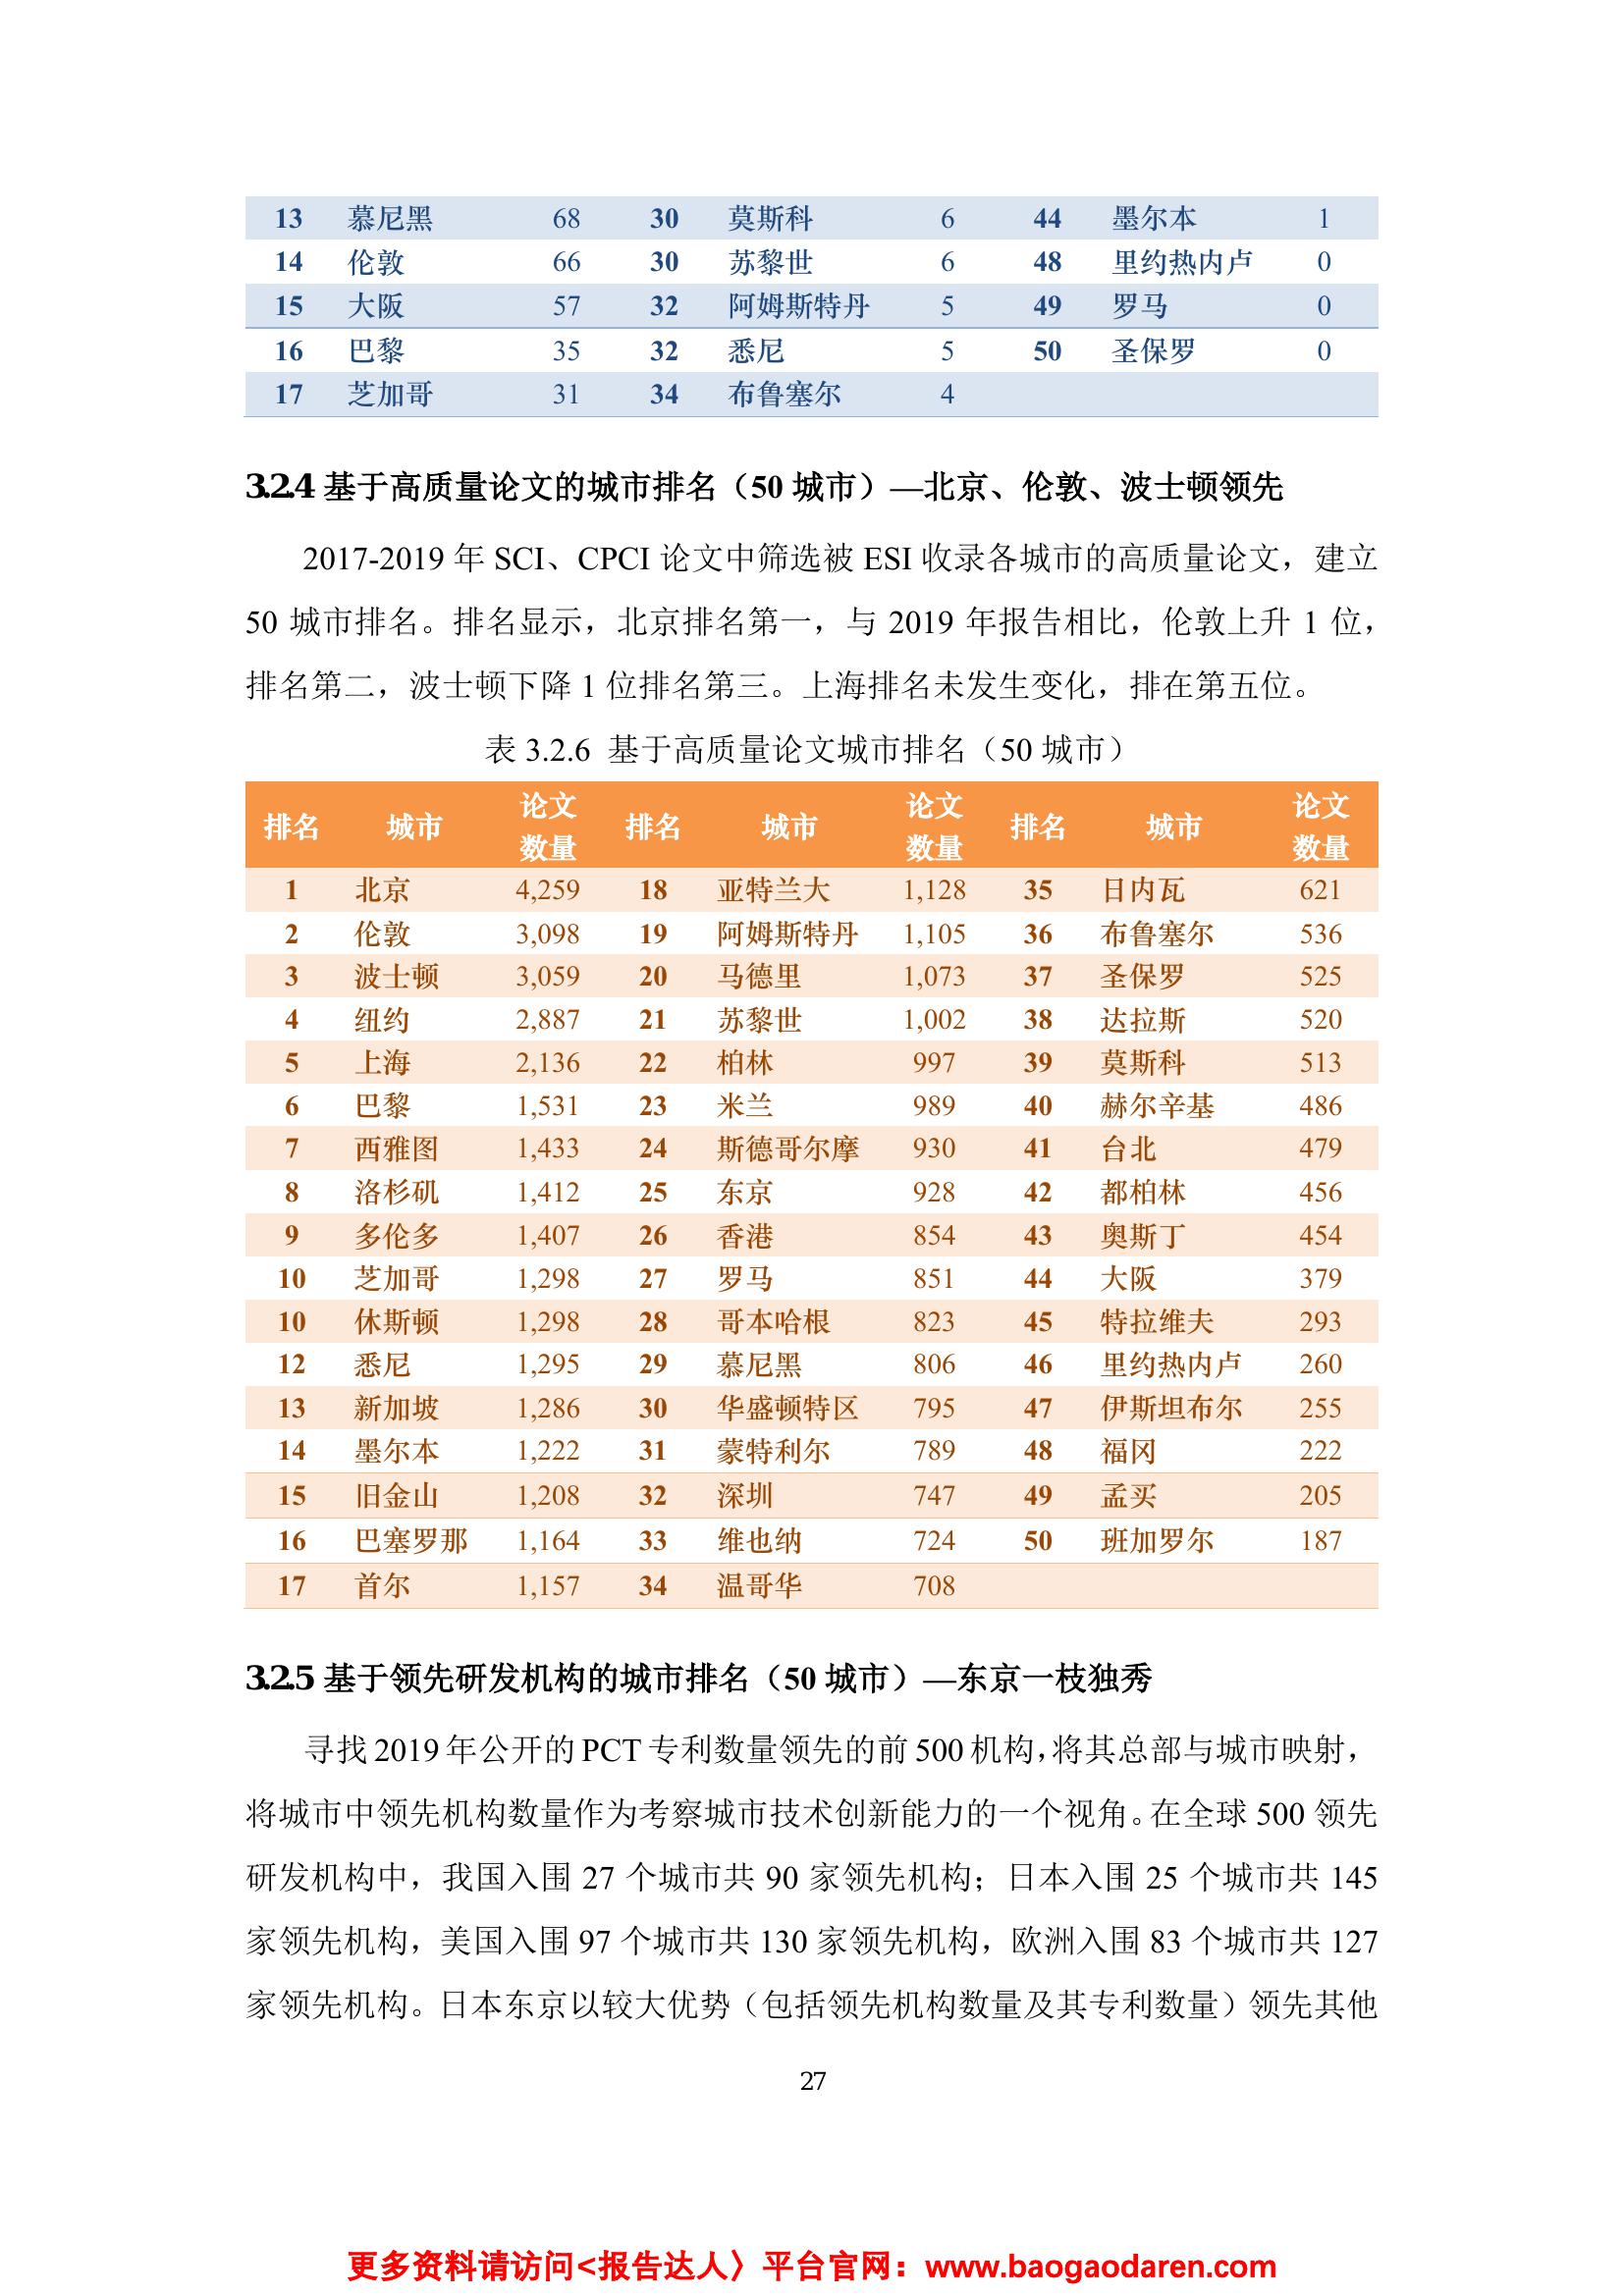 13 慕尼黑 68 30 莫斯科 6 44 墨尔本 1
14 伦敦 66 30 苏黎世 6 48 里约热内卢 0
15 大阪 57 32 阿姆斯特丹 5 49 罗马 0
16 巴黎 35 32 悉尼 5 50 圣保罗 0
17 芝加哥 31 34 布鲁塞尔 4
3.2.4 基于高质量论文的城市排名（50 城市）—北京、伦敦、波士顿领先
2017-2019 年 SCI、CPCI 论文中筛选被 ESI 收录各城市的高质量论文，建立
50 城市排名。排名显示，北京排名第一，与 2019 年报告相比，伦敦上升 1 位，
排名第二，波士顿下降 1 位排名第三。上海排名未发生变化，排在第五位。
表 3.2.6 基于高质量论文城市排名（50 城市）
排名 城市 论文数量 排名 城市 论文数量 排名 城市 论文数量
1 北京 4,259 18 亚特兰大 1,128 35 日内瓦 621
2 伦敦 3,098 19 阿姆斯特丹 1,105 36 布鲁塞尔 536
3 波士顿 3,059 20 马德里 1,073 37 圣保罗 525
4 纽约 2,887 21 苏黎世 1,002 38 达拉斯 520
5 上海 2,136 22 柏林 997 39 莫斯科 513
6 巴黎 1,531 23 米兰 989 40 赫尔辛基 486
7 西雅图 1,433 24 斯德哥尔摩 930 41 台北 479
8 洛杉矶 1,412 25 东京 928 42 都柏林 456
9 多伦多 1,407 26 香港 854 43 奥斯丁 454
10 芝加哥 1,298 27 罗马 851 44 大阪 379
10 休斯顿 1,298 28 哥本哈根 823 45 特拉维夫 293
12 悉尼 1,295 29 慕尼黑 806 46 里约热内卢 260
13 新加坡 1,286 30 华盛顿特区 795 47 伊斯坦布尔 255
14 墨尔本 1,222 31 蒙特利尔 789 48 福冈 222
15 旧金山 1,208 32 深圳 747 49 孟买 205
16 巴塞罗那 1,164 33 维也纳 724 50 班加罗尔 187
17 首尔 1,157 34 温哥华 708
3.2.5 基于领先研发机构的城市排名（50 城市）—东京一枝独秀
寻找 2019 年公开的 PCT 专利数量领先的前 500 机构，将其总部与城市映射，
将城市中领先机构数量作为考察城市技术创新能力的一个视角。在全球 500 领先
研发机构中，我国入围 27 个城市共 90 家领先机构；日本入围 25 个城市共 145
家领先机构，美国入围 97 个城市共 130 家领先机构，欧洲入围 83 个城市共 127
家领先机构。日本东京以较大优势（包括领先机构数量及其专利数量）领先其他
27
更多资料请访问<报告达人〉平台官网：www.baogaodaren.com